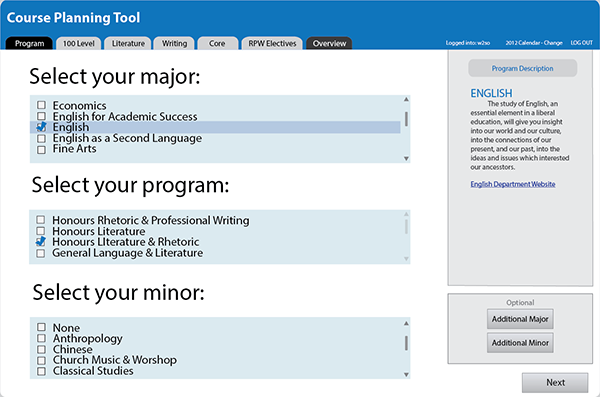 Course Planning Tool
Program
100 Level
Literature
Writing
Core
RPW Electives
Overview
Logged into: w2so
2012 Calendar - Change
LOG OUT
Select your major:
Economics
English for Academic Success
English
English as a Second Language
Fine Arts
Select your program:
Honours Rhetoric & Professional Writing
Honours Literature
Honours LIterature & Rhetoric
General Language & Literature
Select your minor:
None
Anthropology
Chinese
Church Music & Worshop
Classical Studies
Program Description
ENGLISH
The study of English, an
essential element in a liberal
education, will give you insight
into our world and our culture,
into the connections of our
present, and our past, into the
ideas and issues which interested
our ancesstors.
English Department Website
Optional
Additional Major
Additional Minor
Next